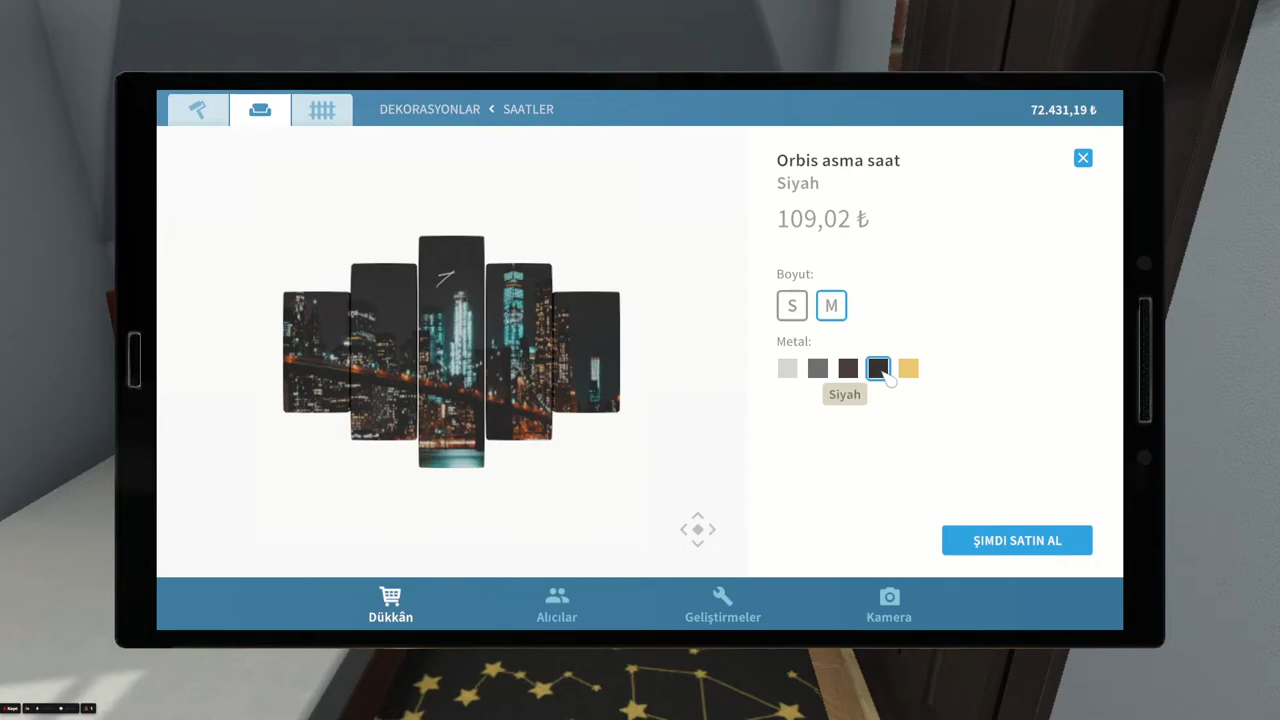 DEKORASYONLAR < SAATLER
72.431,19 ₺
Orbis asma saat
Siyah
109,02 ₺
Boyut:
S M
Metal:
Siyah
ŞIMDI SATIN AL
Dükkân
Alıcılar
Geliştirmeler
Kamera